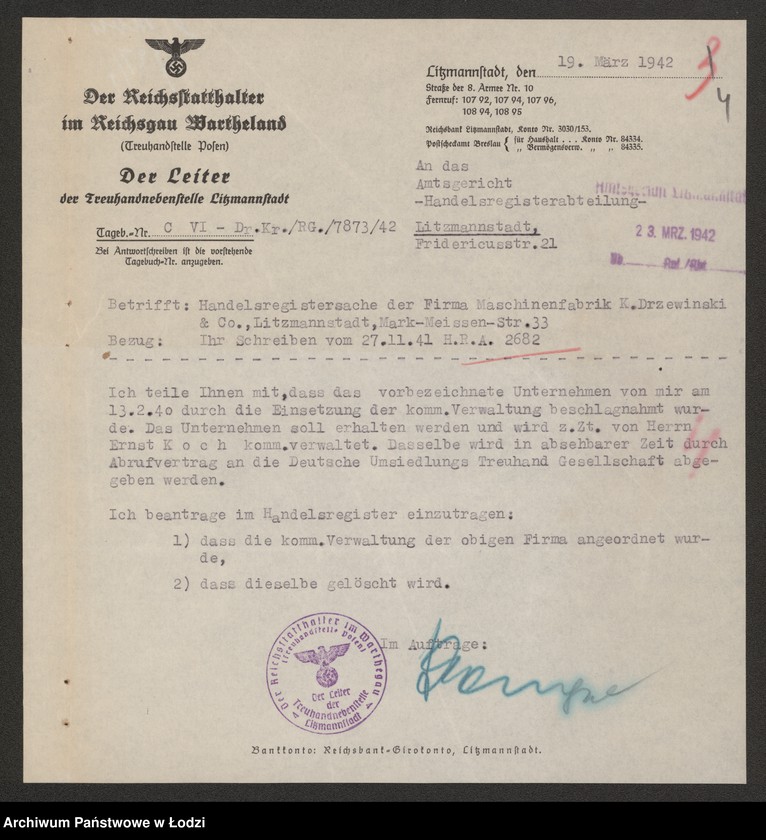 Der Reichsstatthalter
im Reichsgau Wartheland
(Treuhandstelle Posen)
Der Leiter
der Treuhandnebenstelle Litzmannstadt
Tageb.-Nr. C VI - Dr.Kr./RG./7873/42
Bei Antwortschreiben ist die vorstehende
Tagebuch-Nr. anzugeben.
Litzmannstadt, den 19. März 1942
3
4
Straße der 8. Armee Nr. 10
Fernruf: 107 92, 107 94, 107 96,
108 94, 108 95
Reichsbank Litzmannstadt, Konto Nr. 3030/153.
Postscheckamt Breslau { für Haushalt . . . Konto Nr. 84334.
„ Vermögensverw. „ „ 84335.
An das
Amtsgericht
-Handelsregisterabteilung-
Litzmannstadt,
Fridericusstr.21
Amtsgericht Litzmannstadt
23. MRZ. 1942
Betrifft: Handelsregistersache der Firma Maschinenfabrik K.Drzewinski
& Co.,Litzmannstadt,Mark-Meissen-Str.33
Bezug: Ihr Schreiben vom 27.11.41 H.R.A. 2682
Ich teile Ihnen mit,dass das vorbezeichnete Unternehmen von mir am
13.2.40 durch die Einsetzung der komm.Verwaltung beschlagnahmt wur-
de. Das Unternehmen soll erhalten werden und wird z.Zt. von Herrn
Ernst K o c h komm.verwaltet. Dasselbe wird in absehbarer Zeit durch
Abrufvertrag an die Deutsche Umsiedlungs Treuhand Gesellschaft abge-
geben werden.
Ich beantrage im Handelsregister einzutragen:
1) dass die komm.Verwaltung der obigen Firma angeordnet wur-
de,
2) dass dieselbe gelöscht wird.
Im Auftrage:
Der Reichsstatthalter im Warthegau
(Treuhandstelle Posen)
Der Leiter
der
Treuhandnebenstelle
Litzmannstadt
Bankkonto: Reichsbank-Girokonto, Litzmannstadt.
Archiwum Państwowe w Łodzi